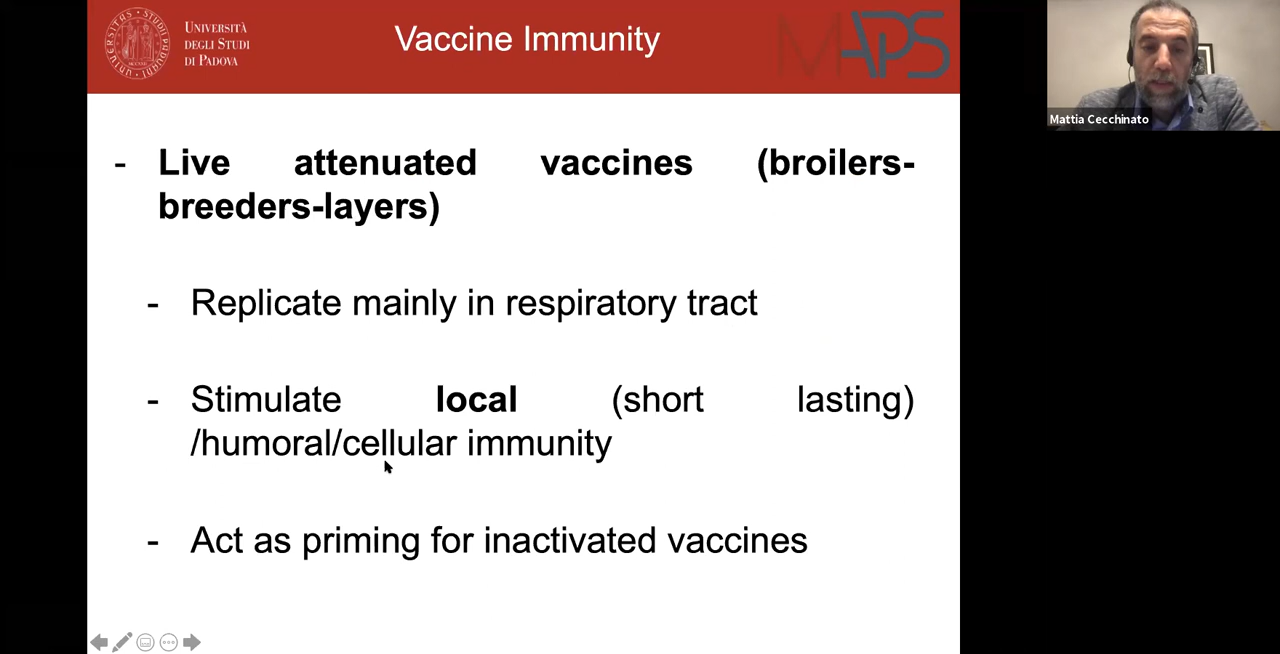 UNIVERSITÀ
DEGLI STUDI
DI PADOVA
Vaccine Immunity
MAPS
Mattia Cecchinato
- Live attenuated vaccines (broilers-
breeders-layers)
- Replicate mainly in respiratory tract
- Stimulate local (short lasting)
/humoral/cellular immunity
- Act as priming for inactivated vaccines